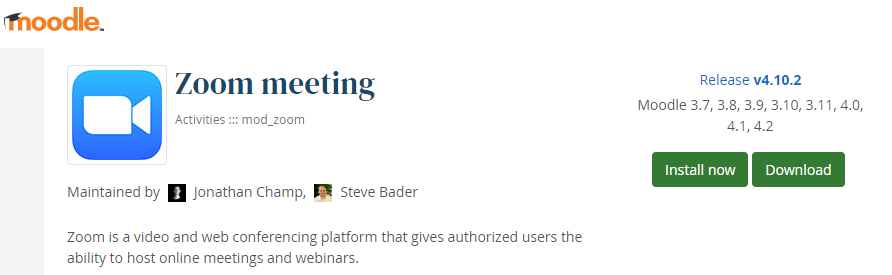 moodle
Zoom meeting
Activities ::: mod_zoom
Maintained by Jonathan Champ, Steve Bader
Zoom is a video and web conferencing platform that gives authorized users the
ability to host online meetings and webinars.
Release v4.10.2
Moodle 3.7, 3.8, 3.9, 3.10, 3.11, 4.0,
4.1, 4.2
Install now Download